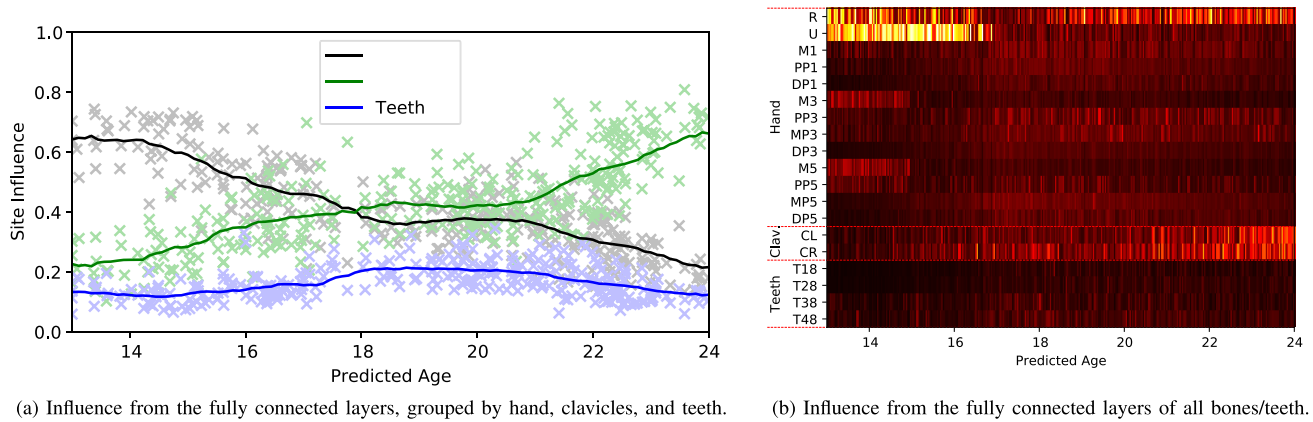 1.0
0.8
0.6
0.4
0.2
0.0
Site Influence
Teeth
14 16 18 20 22 24
Predicted Age
(a) Influence from the fully connected layers, grouped by hand, clavicles, and teeth.
Hand
R
U
M1
PP1
DP1
M3
PP3
MP3
DP3
M5
PP5
MP5
DP5
Clav.
CL
CR
Teeth
T18
T28
T38
T48
14 16 18 20 22 24
Predicted Age
(b) Influence from the fully connected layers of all bones/teeth.